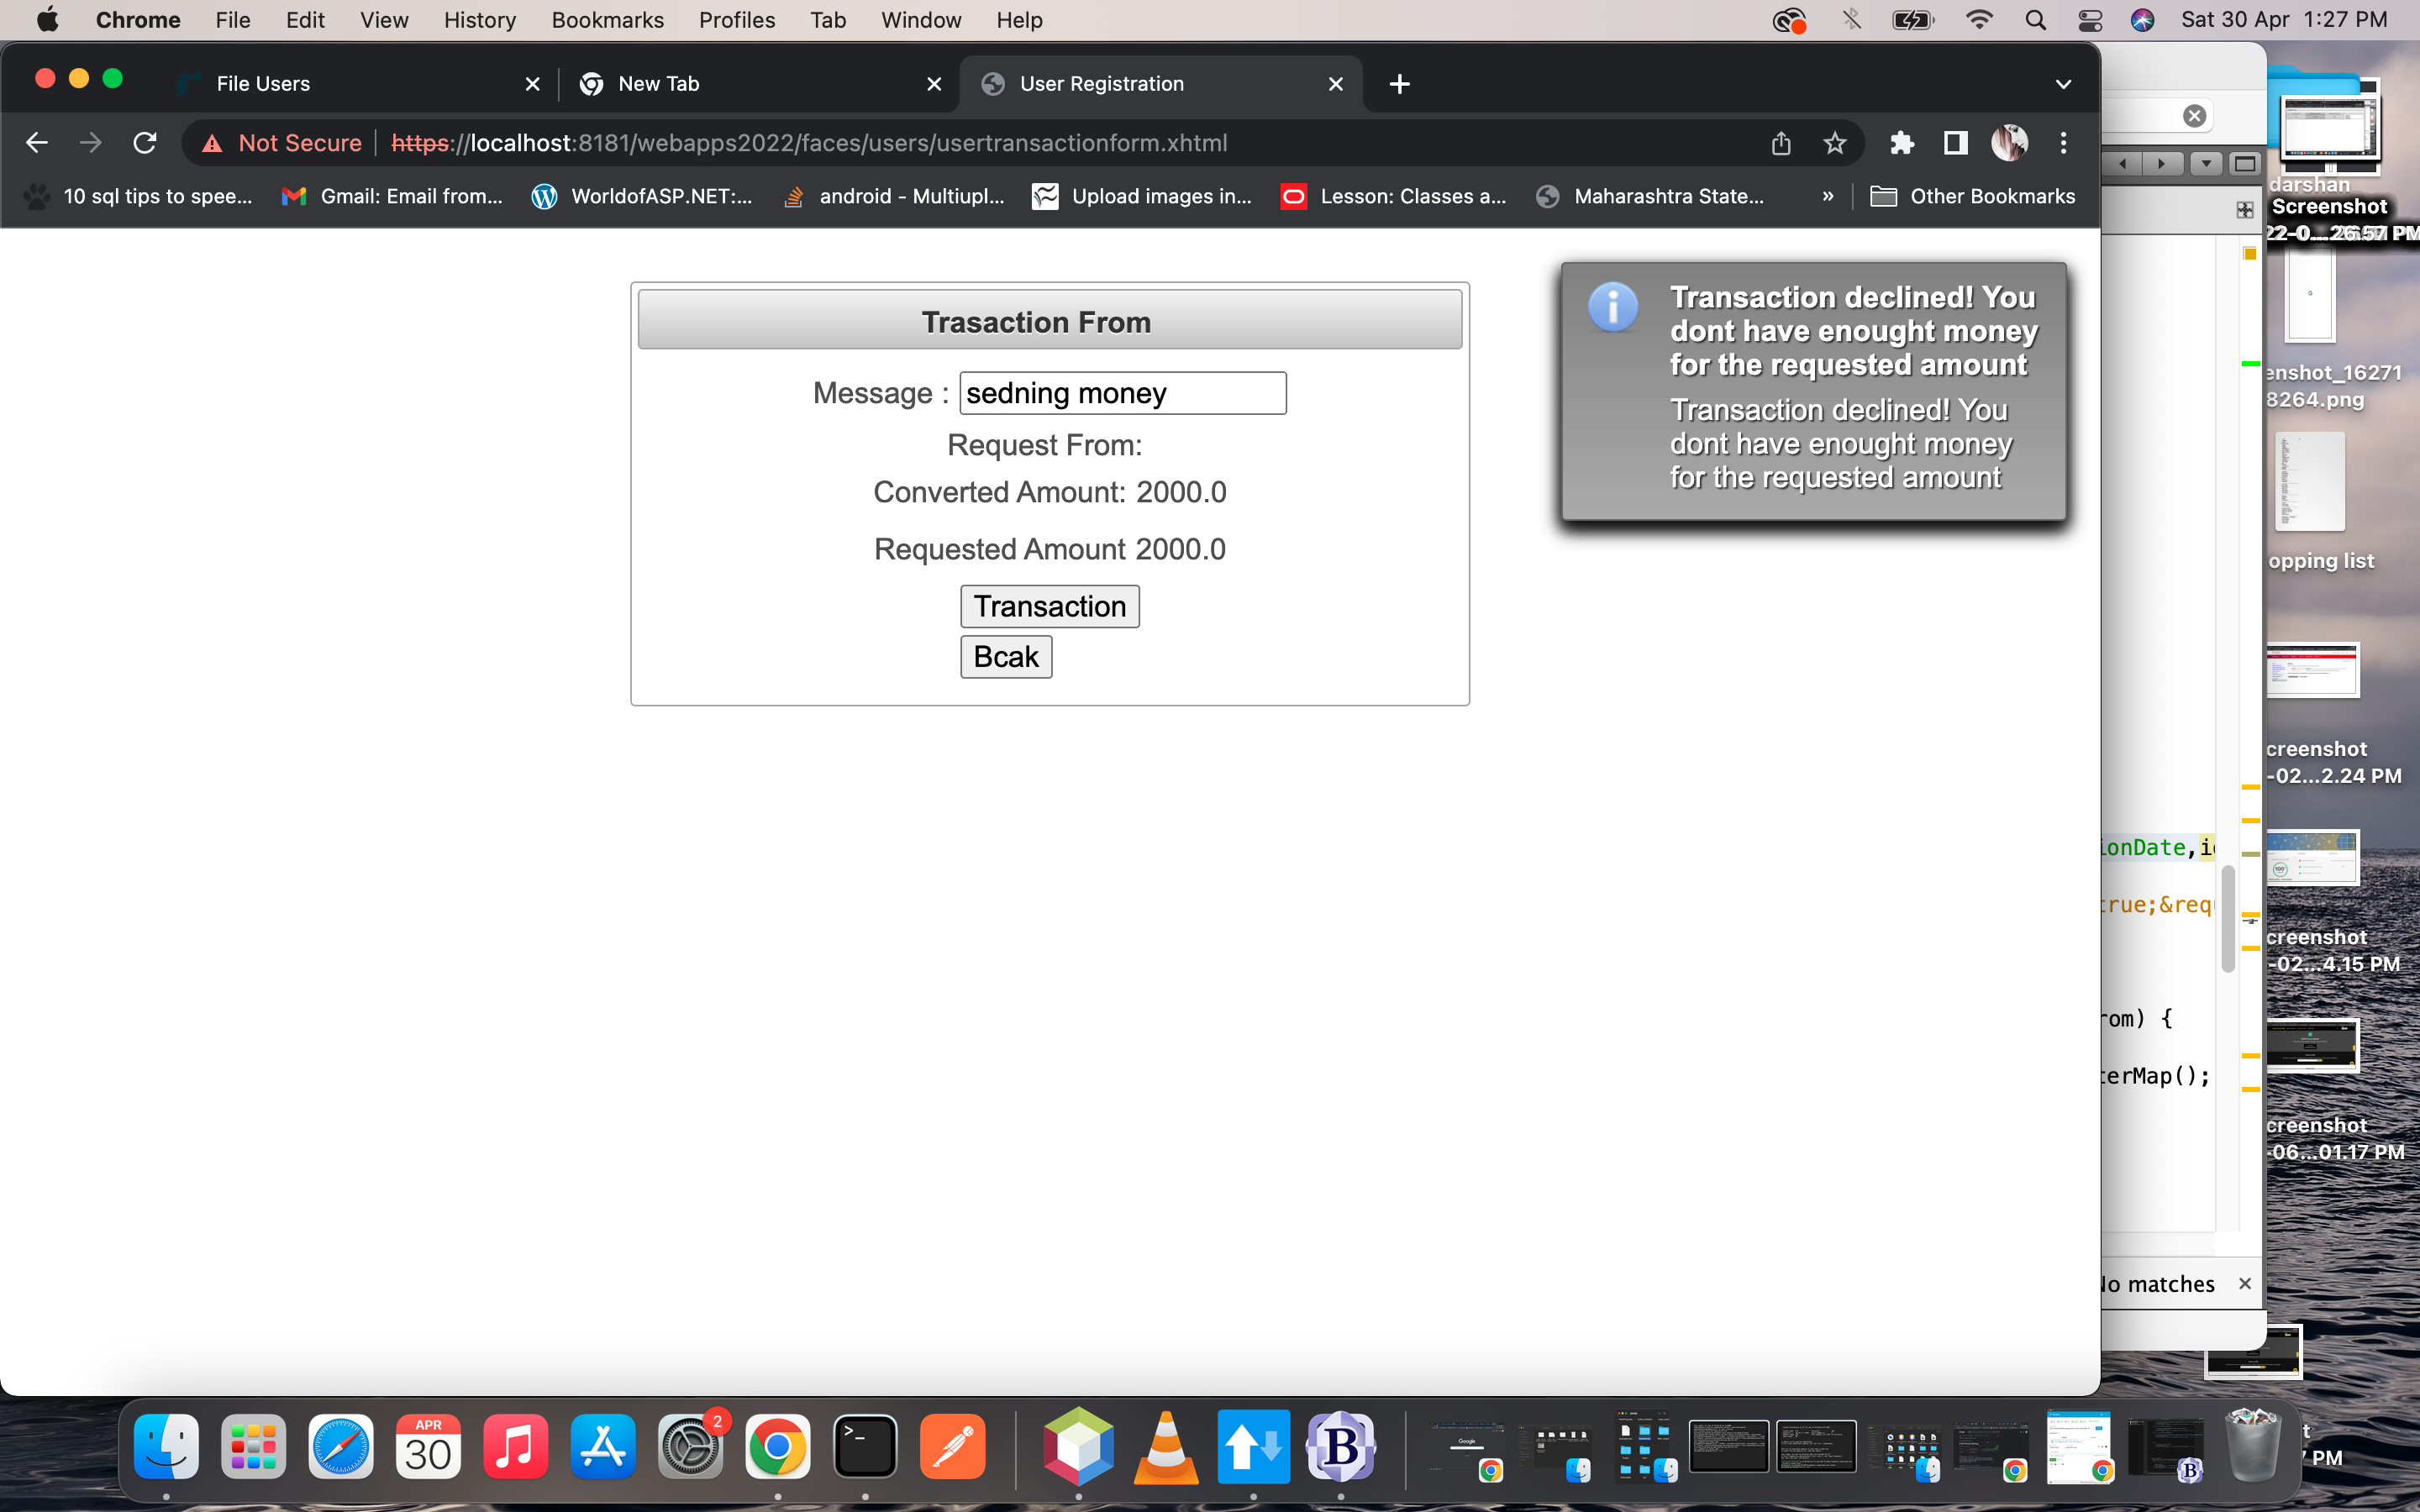 Chrome File Edit View History Bookmarks Profiles Tab Window Help Sat 30 Apr 1:27 PM
File Users New Tab User Registration
Not Secure https://localhost:8181/webapps2022/faces/users/usertransactionform.xhtml
10 sql tips to spee... Gmail: Email from... WorldofASP.NET:... android - Multiupl... Upload images in... Lesson: Classes a... Maharashtra State... » Other Bookmarks
darshan
Screenshot
22-0... PM
Trasaction From
Message : sedning money
Request From:
Converted Amount: 2000.0
Requested Amount 2000.0
Transaction
Bcak
Transaction declined! You
dont have enought money
for the requested amount
Transaction declined! You
dont have enought money
for the requested amount
enshot_16271
8264.png
opping list
creenshot
-02...2.24 PM
ionDate,i
true;&req
creenshot
-02...4.15 PM
rom) {
terMap();
creenshot
-06...01.17 PM
No matches
APR
30
2
B
Google
PM